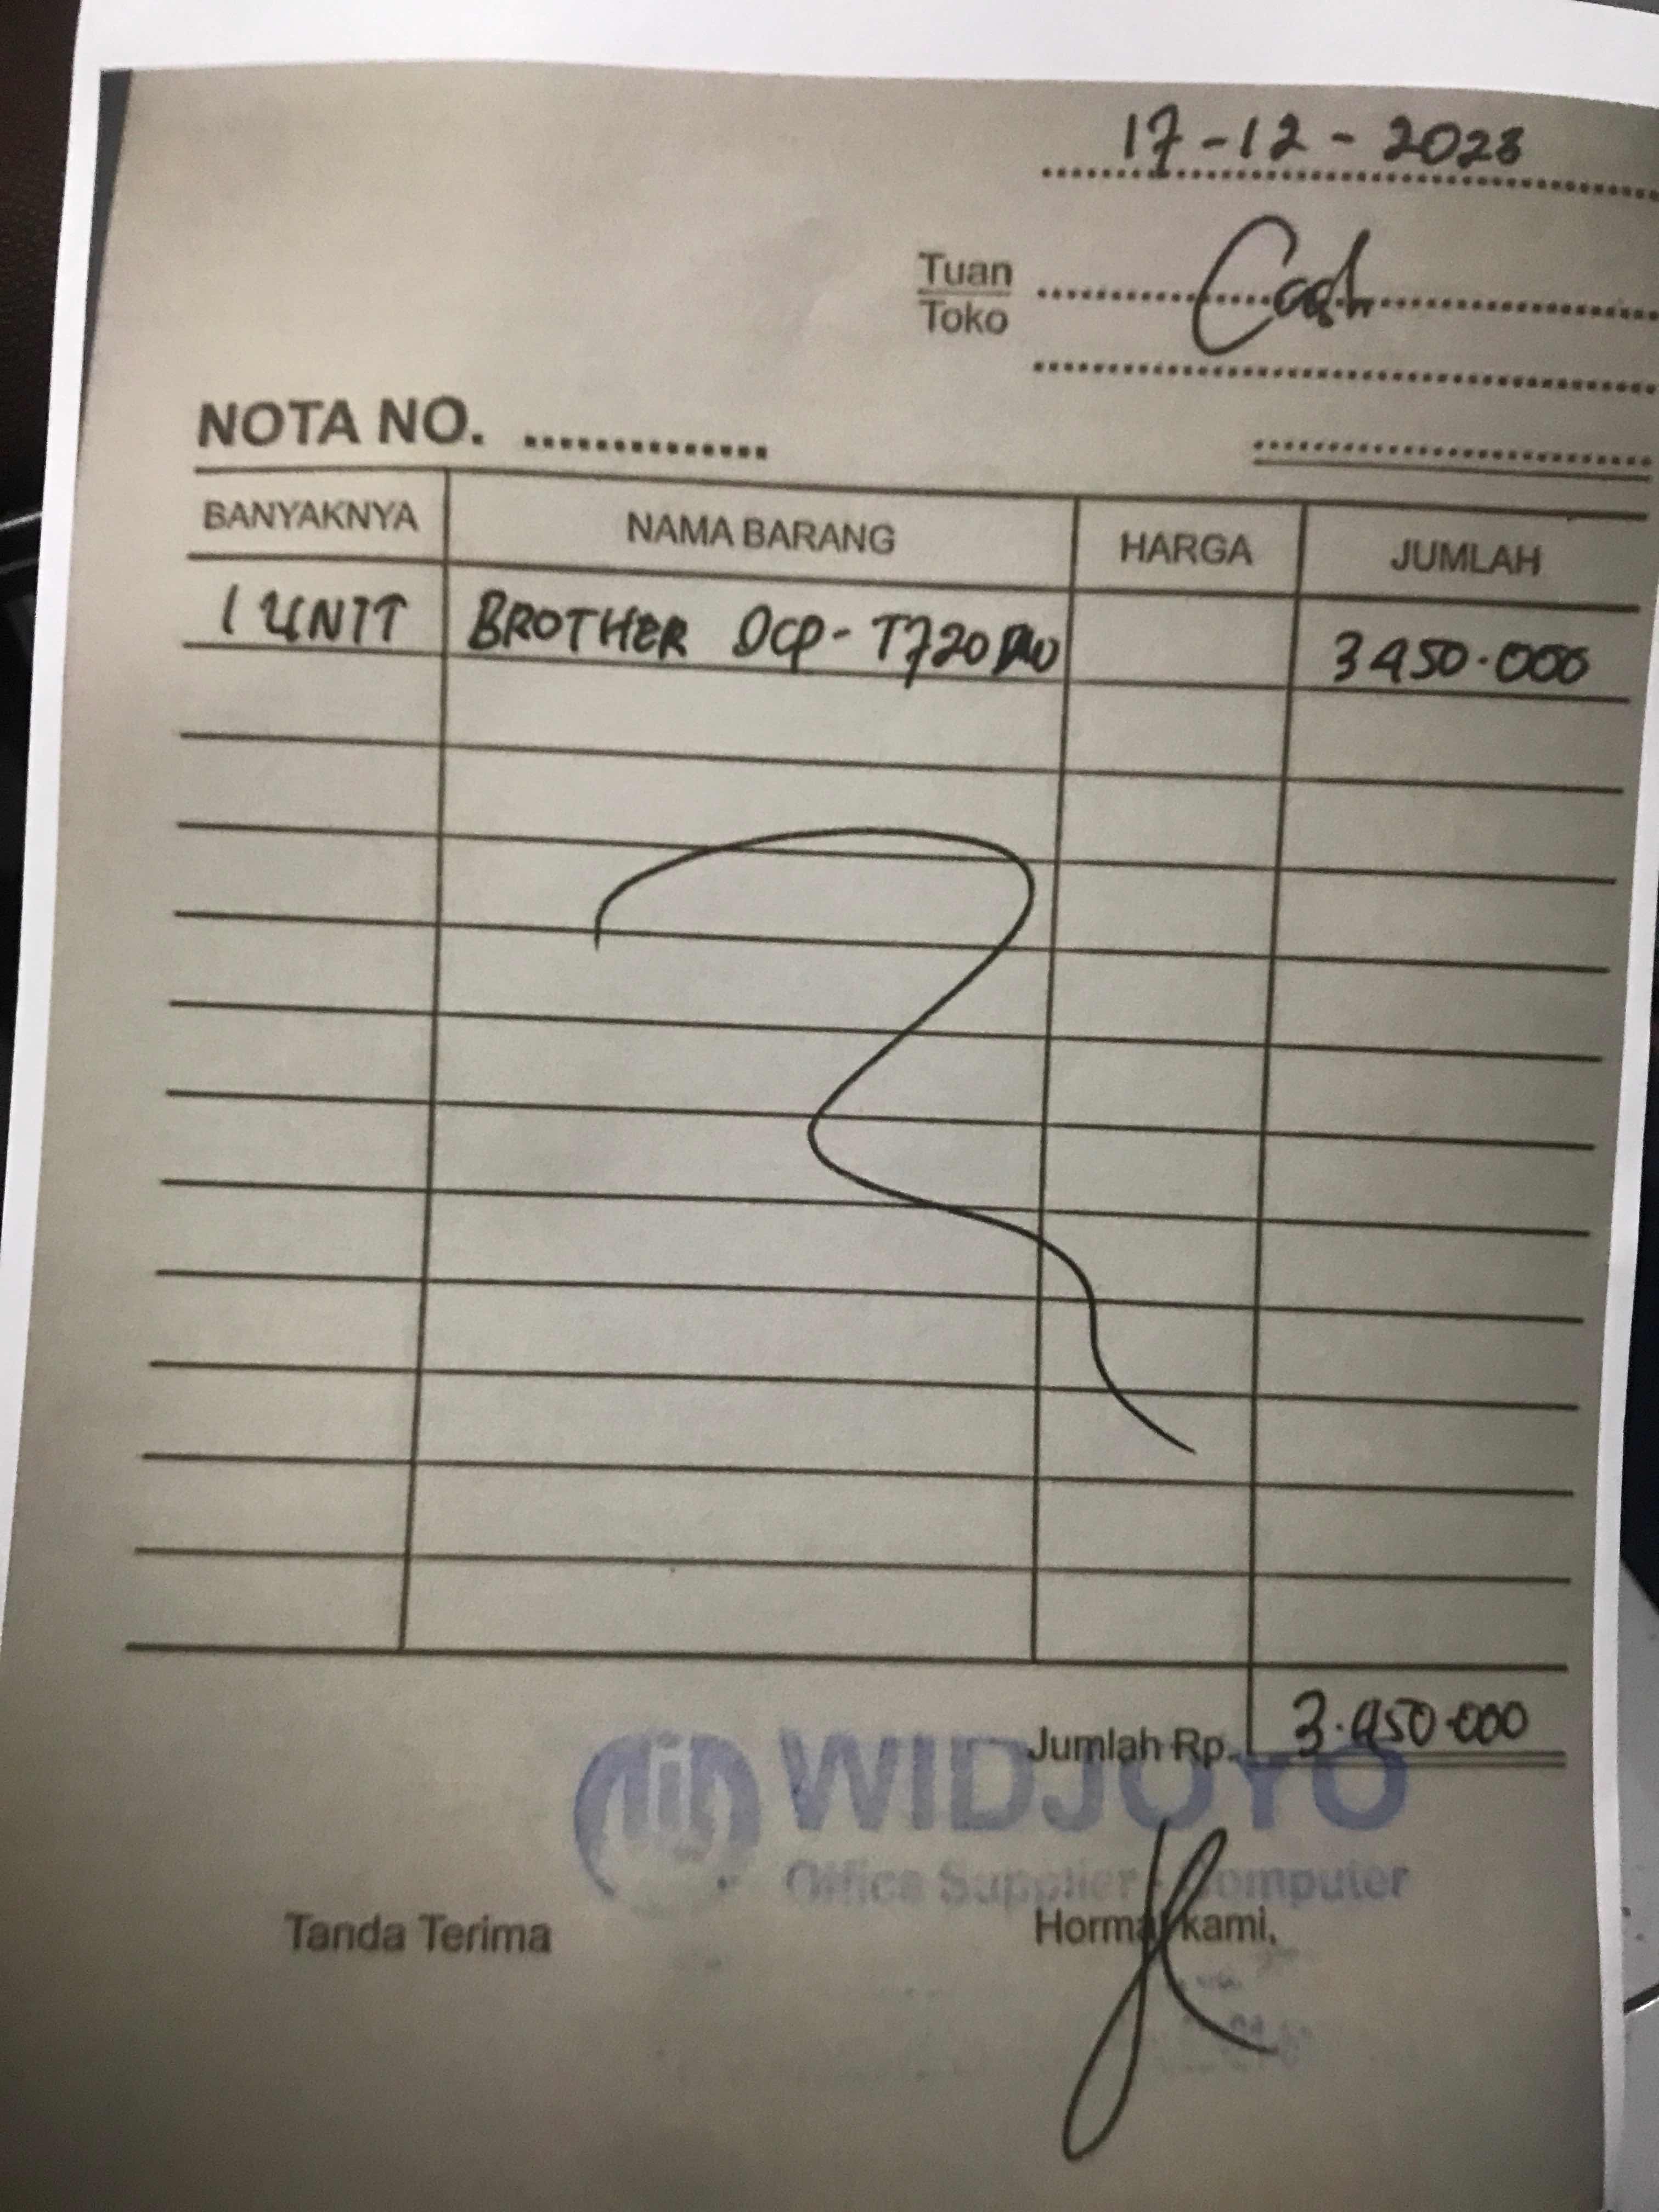 17-12-2023
Tuan Cash
Toko
NOTA NO. ..............
BANYAKNYA NAMA BARANG HARGA JUMLAH
1 UNIT BROTHER DCP-T720DW 3450.000
Jumlah Rp. 3.450.000
WIDJOYO
Office Supplier - Computer
Tanda Terima Hormat kami,